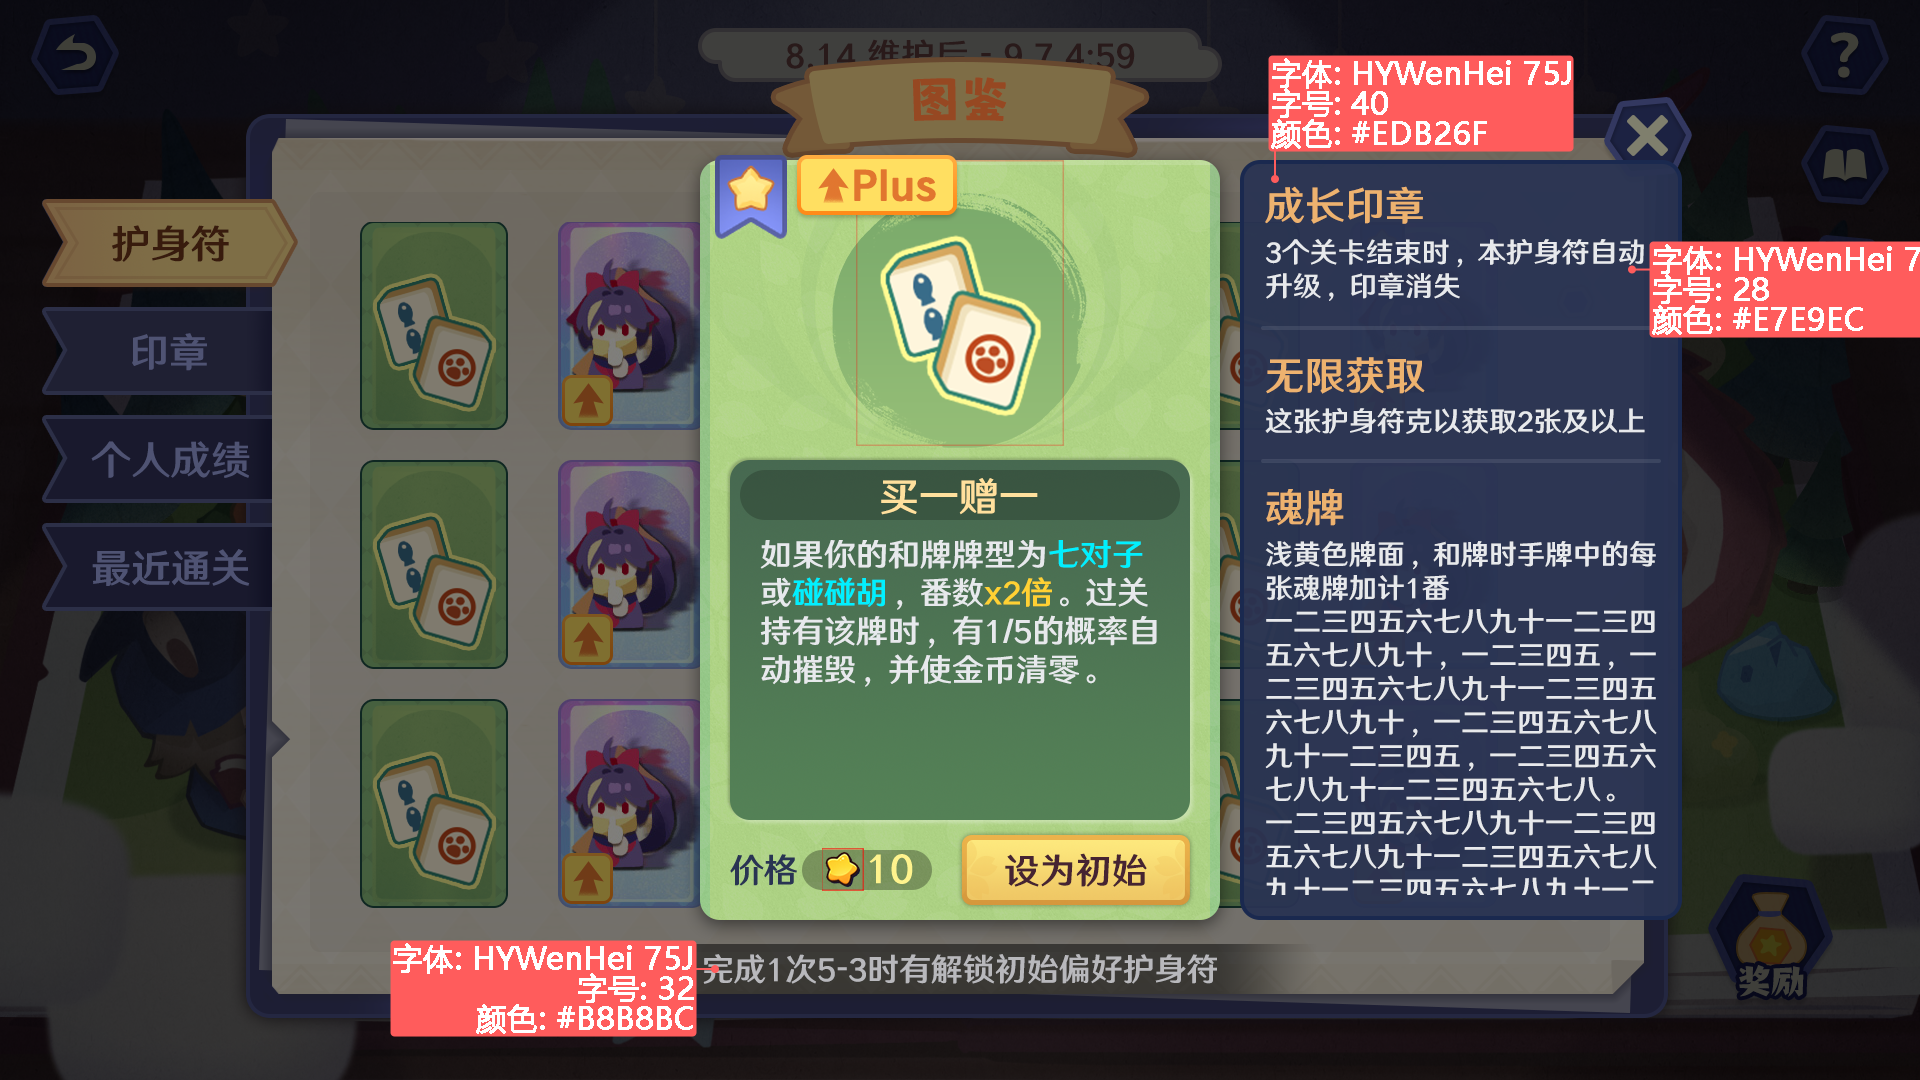 8.14 维护后 - 9.7 4:59
图鉴
字体: HYWenHei 75J
字号: 40
颜色: #EDB26F
Plus
护身符
印章
个人成绩
最近通关
买一赠一
如果你的和牌牌型为七对子
或碰碰胡，番数x2倍。过关
持有该牌时，有1/5的概率自
动摧毁，并使金币清零。
价格
10
设为初始
成长印章
3个关卡结束时，本护身符自动
升级，印章消失
字体: HYWenHei 7
字号: 28
颜色: #E7E9EC
无限获取
这张护身符克以获取2张及以上
魂牌
浅黄色牌面，和牌时手牌中的每
张魂牌加计1番
一二三四五六七八九十一二三四
五六七八九十，一二三四五，一
二三四五六七八九十一二三四五
六七八九十，一二三四五六七八
九十一二三四五，一二三四五六
七八九十一二三四五六七八。
一二三四五六七八九十一二三四
五六七八九十一二三四五六七八
九十一二三四五六七八九十一二
字体: HYWenHei 75J
字号: 32
颜色: #B8B8BC
完成1次5-3时有解锁初始偏好护身符
奖励